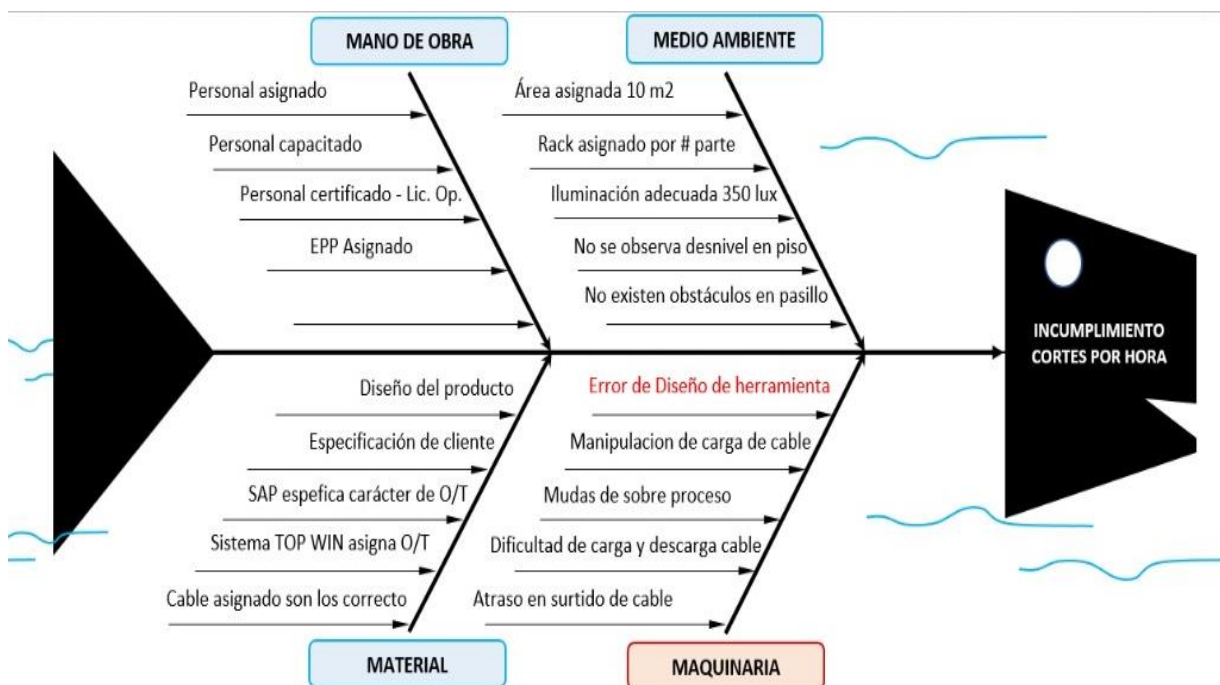 MANO DE OBRA
MEDIO AMBIENTE
Personal asignado
Personal capacitado
Personal certificado - Lic. Op.
EPP Asignado
Área asignada 10 m2
Rack asignado por # parte
Iluminación adecuada 350 lux
No se observa desnivel en piso
No existen obstáculos en pasillo
INCUMPLIMIENTO
CORTES POR HORA
Diseño del producto
Especificación de cliente
SAP espefica carácter de O/T
Sistema TOP WIN asigna O/T
Cable asignado son los correcto
Error de Diseño de herramienta
Manipulacion de carga de cable
Mudas de sobre proceso
Dificultad de carga y descarga cable
Atraso en surtido de cable
MATERIAL
MAQUINARIA